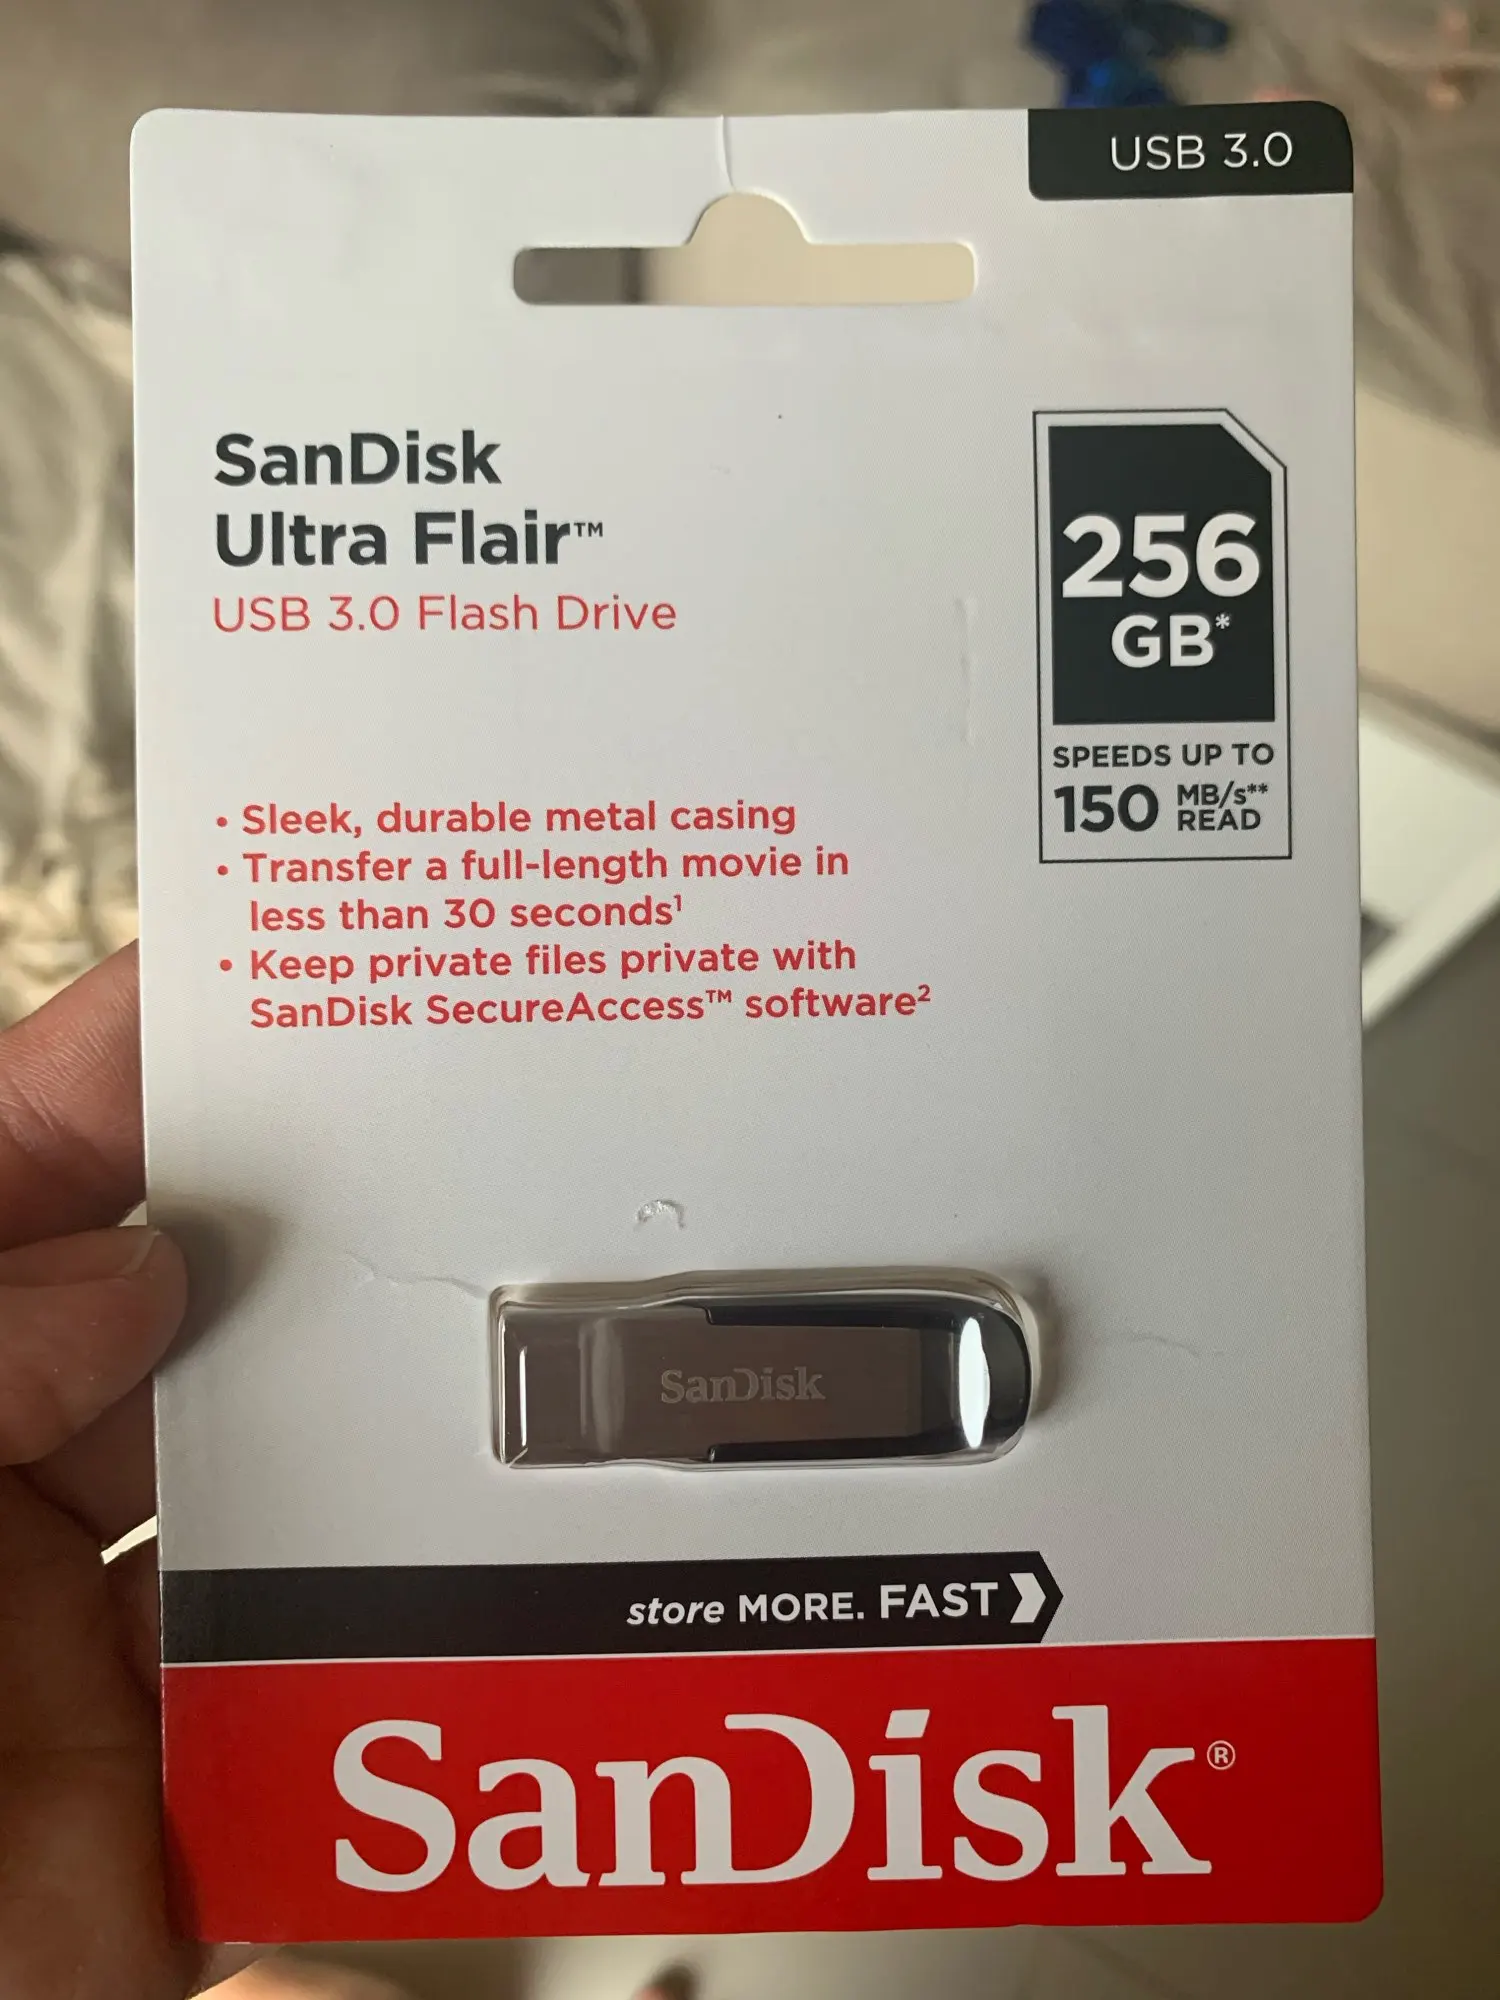 USB 3.0
SanDisk
Ultra Flair™
USB 3.0 Flash Drive
256
GB*
SPEEDS UP TO
150 MB/s**
READ
• Sleek, durable metal casing
• Transfer a full-length movie in
less than 30 seconds¹
• Keep private files private with
SanDisk SecureAccess™ software²
SanDisk
store MORE. FAST
SanDisk®